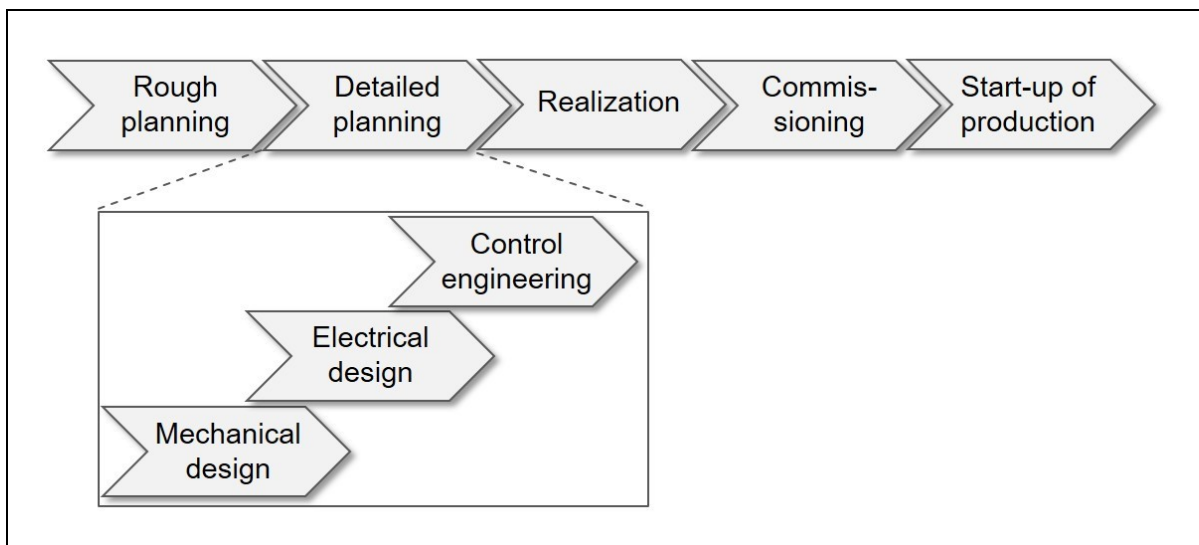 Rough
planning
Detailed
planning
Realization
Commis-
sioning
Start-up of
production
Control
engineering
Electrical
design
Mechanical
design